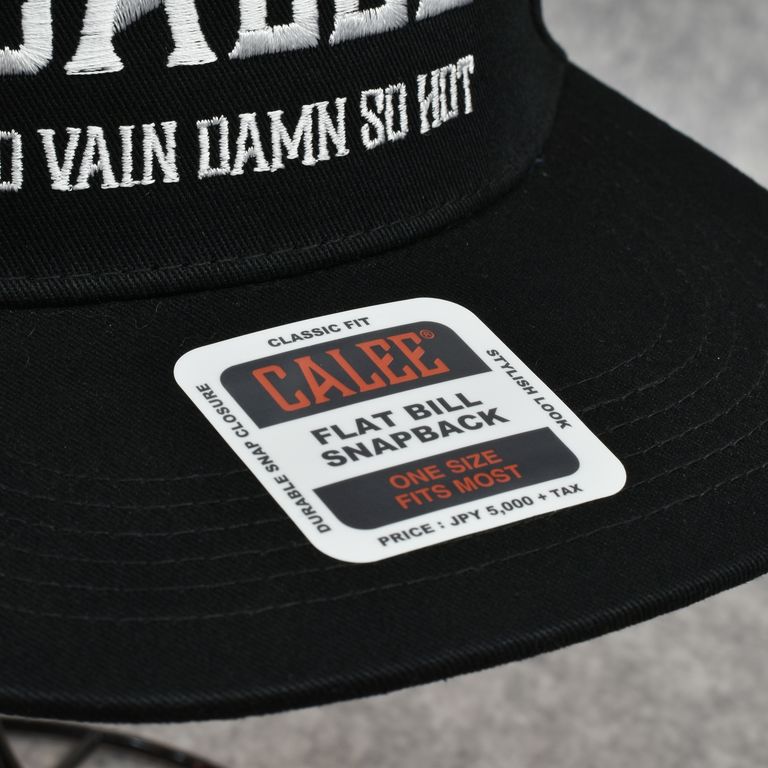 VAIN DAMN SO HOT
CLASSIC FIT
CALEE®
FLAT BILL
SNAPBACK
ONE SIZE
FITS MOST
PRICE : JPY 5,000 + TAX
DURABLE SNAP CLOSURE
STYLISH LOOK